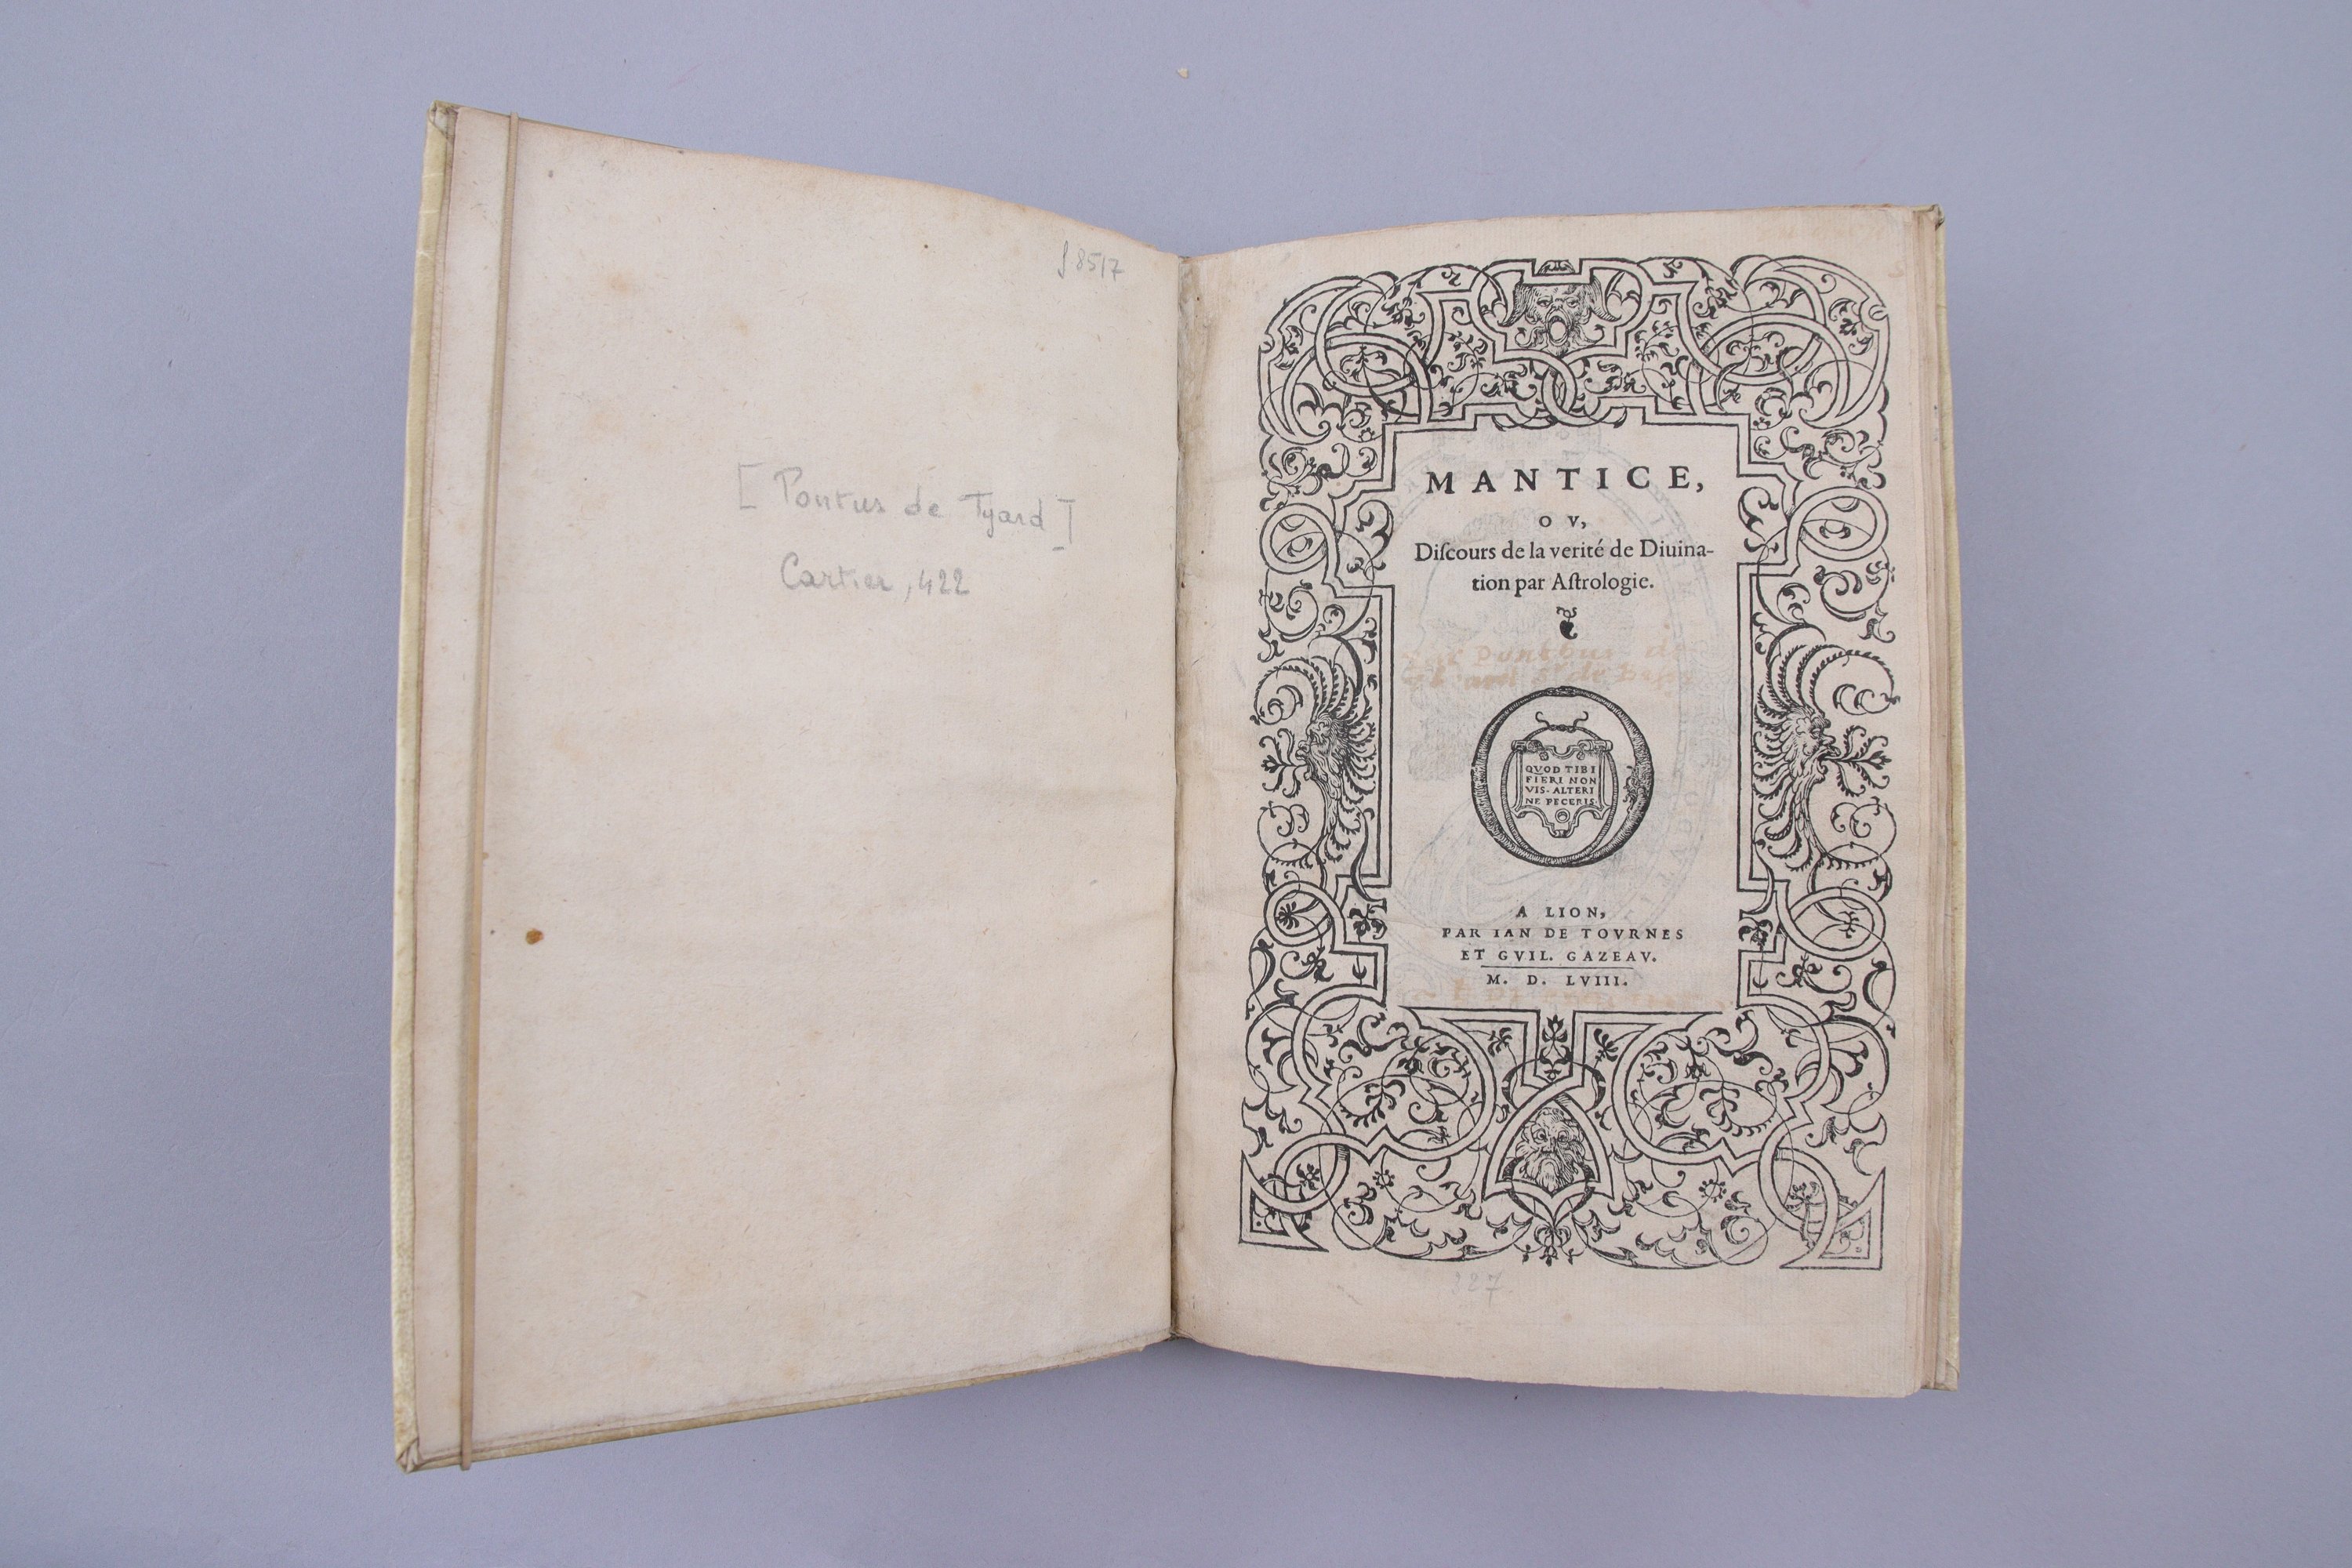 8517
[Pontus de Tyard]
Cartier, 422
MANTICE,
OV,
Diſcours de la verité de Diuina-
tion par Aſtrologie.
QVOD TIBI
FIERI NON
VIS. ALTERI
NE FECERIS
A LION,
PAR IAN DE TOVRNES
ET GVIL. GAZEAV.
M. D. LVIII.